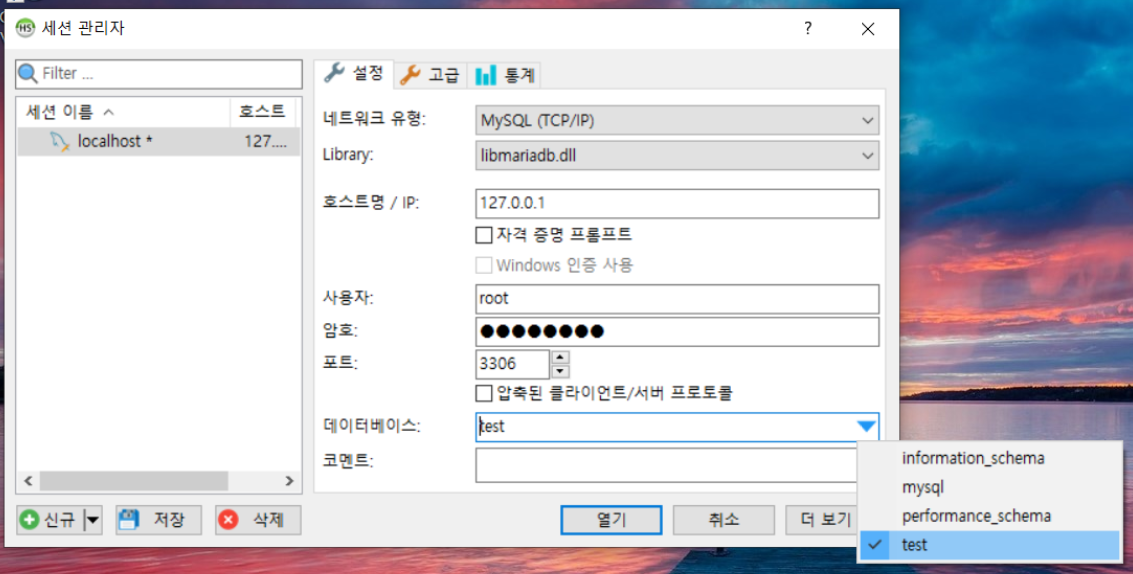 HS 세션 관리자 ?
Filter ...
세션 이름 호스트
localhost * 127....
설정 고급 통계
네트워크 유형: MySQL (TCP/IP)
Library: libmariadb.dll
호스트명 / IP: 127.0.0.1
자격 증명 프롬프트
Windows 인증 사용
사용자: root
암호: ●●●●●●●●
포트: 3306
압축된 클라이언트/서버 프로토콜
데이터베이스: test
코멘트:
신규 저장 삭제 열기 취소 더 보기
information_schema
mysql
performance_schema
test